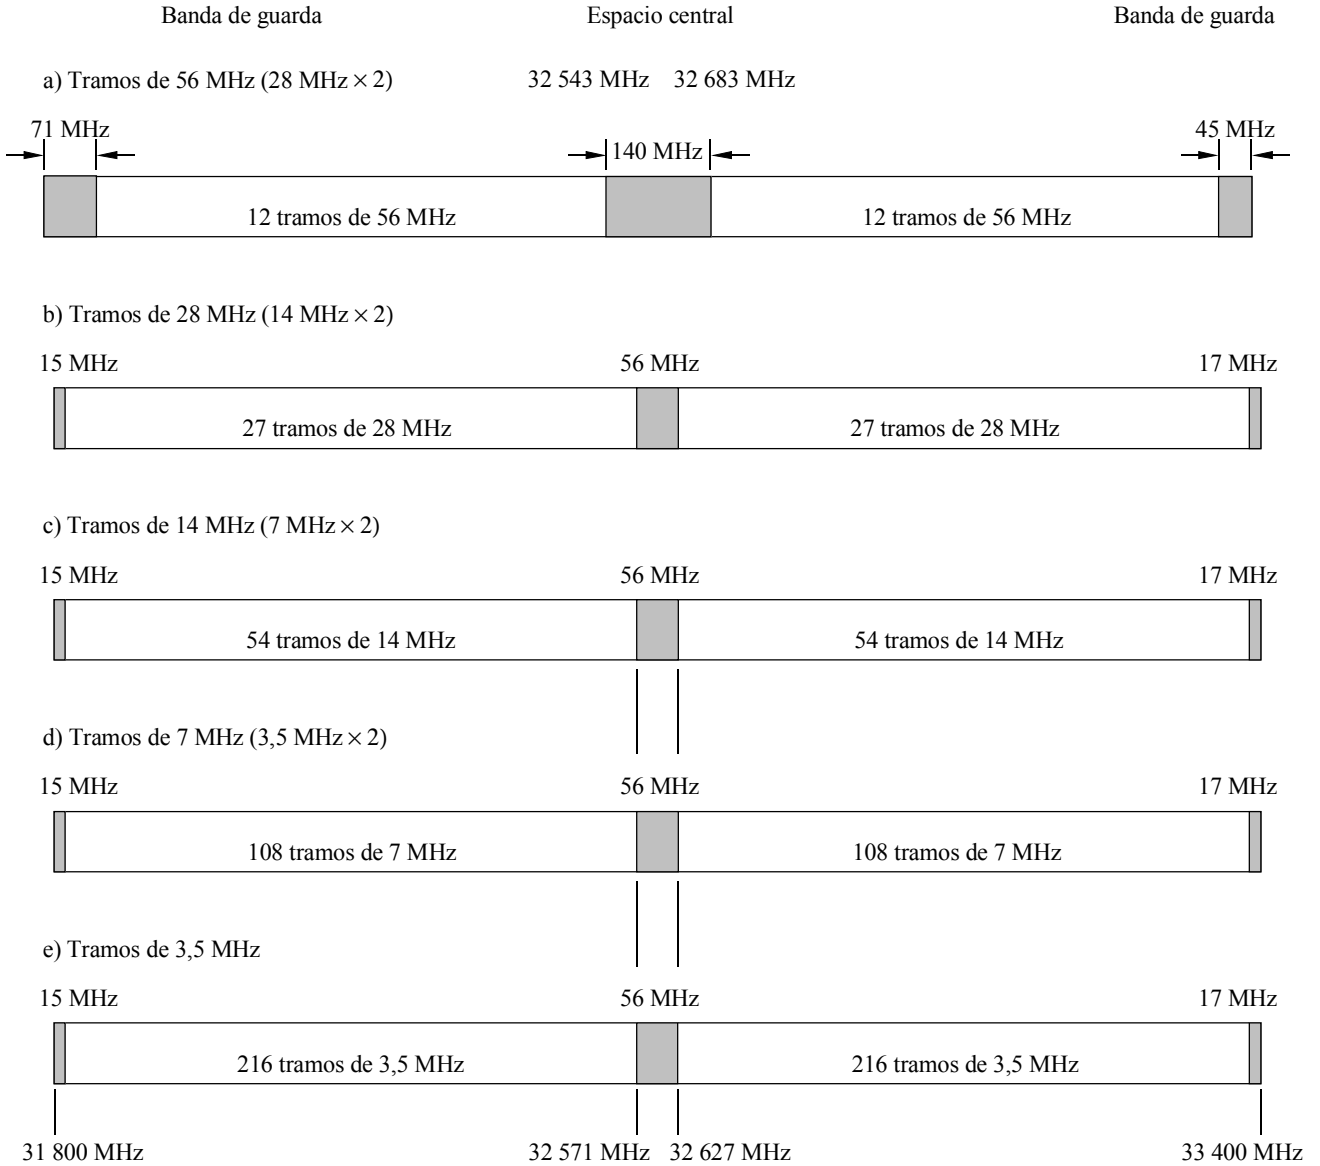 Banda de guarda Espacio central Banda de guarda
a) Tramos de 56 MHz (28 MHz × 2) 32 543 MHz 32 683 MHz
71 MHz 140 MHz 45 MHz
12 tramos de 56 MHz 12 tramos de 56 MHz
b) Tramos de 28 MHz (14 MHz × 2)
15 MHz 56 MHz 17 MHz
27 tramos de 28 MHz 27 tramos de 28 MHz
c) Tramos de 14 MHz (7 MHz × 2)
15 MHz 56 MHz 17 MHz
54 tramos de 14 MHz 54 tramos de 14 MHz
d) Tramos de 7 MHz (3,5 MHz × 2)
15 MHz 56 MHz 17 MHz
108 tramos de 7 MHz 108 tramos de 7 MHz
e) Tramos de 3,5 MHz
15 MHz 56 MHz 17 MHz
216 tramos de 3,5 MHz 216 tramos de 3,5 MHz
31 800 MHz 32 571 MHz 32 627 MHz 33 400 MHz